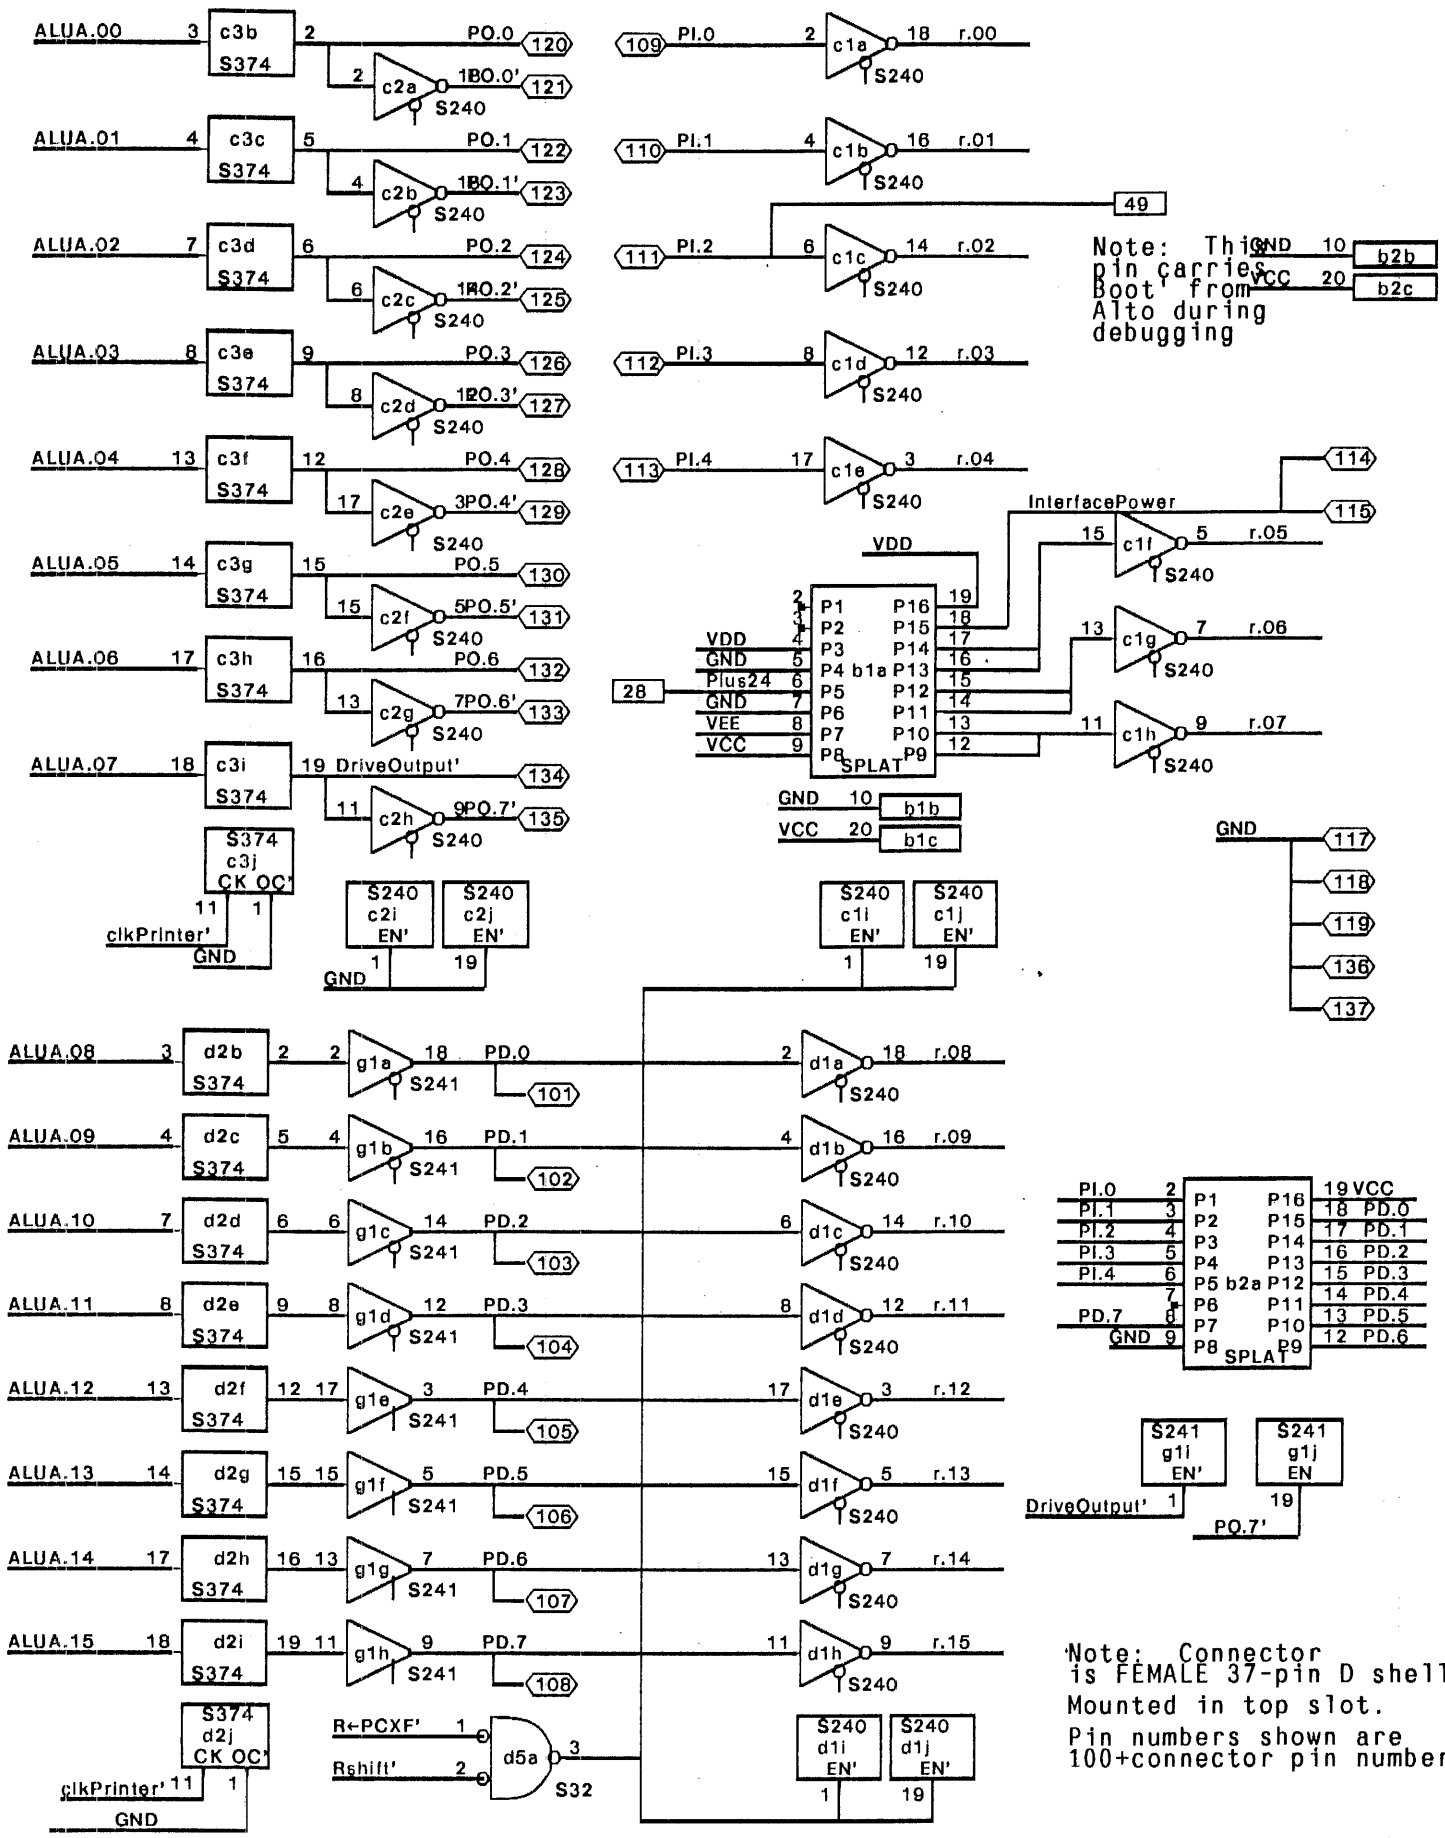 ALUA.00 3 c3b 2 PO.0 120
S374
2 c2a PO.0' 121
S240
109 PI.0 2 c1a 18 r.00
S240
ALUA.01 4 c3c 5 PO.1 122
S374
4 c2b PO.1' 123
S240
110 PI.1 4 c1b 16 r.01
S240
49
ALUA.02 7 c3d 6 PO.2 124
S374
6 c2c PO.2' 125
S240
111 PI.2 6 c1c 14 r.02
S240
Note: This
pin carries
Boot' from
Alto during
debugging
GND 10 b2b
VCC 20 b2c
ALUA.03 8 c3e 9 PO.3 126
S374
8 c2d PO.3' 127
S240
112 PI.3 8 c1d 12 r.03
S240
ALUA.04 13 c3f 12 PO.4 128
S374
17 c2e 3 PO.4' 129
S240
113 PI.4 17 c1e 3 r.04
S240
114
InterfacePower 115
15 c1f 5 r.05
S240
ALUA.05 14 c3g 15 PO.5 130
S374
15 c2f 5 PO.5' 131
S240
VDD
2 P1 P16 19
3 P2 P15 18
VDD 4 P3 P14 17
GND 5 P4 b1a P13 16
28 Plus24 6 P5 P12 15
GND 7 P6 P11 14
VEE 8 P7 P10 13
VCC 9 P8 P9 12
SPLAT
13 c1g 7 r.06
S240
11 c1h 9 r.07
S240
ALUA.06 17 c3h 16 PO.6 132
S374
13 c2g 7 PO.6' 133
S240
ALUA.07 18 c3i 19 DriveOutput' 134
S374
11 c2h 9 PO.7' 135
S240
GND 10 b1b
VCC 20 b1c
GND 117
118
119
136
137
S374
c3j
CK OC'
11 1
clkPrinter'
GND
S240
c2i
EN'
1
S240
c2j
EN'
19
GND
S240
c1i
EN'
1
S240
c1j
EN'
19
ALUA.08 3 d2b 2 2 g1a 18 PD.0 2 d1a 18 r.08
S374 S241 101 S240
ALUA.09 4 d2c 5 4 g1b 16 PD.1 4 d1b 16 r.09
S374 S241 102 S240
ALUA.10 7 d2d 6 6 g1c 14 PD.2 6 d1c 14 r.10
S374 S241 103 S240
ALUA.11 8 d2e 9 8 g1d 12 PD.3 8 d1d 12 r.11
S374 S241 104 S240
ALUA.12 13 d2f 12 17 g1e 3 PD.4 17 d1e 3 r.12
S374 S241 105 S240
ALUA.13 14 d2g 15 15 g1f 5 PD.5 15 d1f 5 r.13
S374 S241 106 S240
ALUA.14 17 d2h 16 13 g1g 7 PD.6 13 d1g 7 r.14
S374 S241 107 S240
ALUA.15 18 d2i 19 11 g1h 9 PD.7 11 d1h 9 r.15
S374 S241 108 S240
PI.0 2 P1 P16 19 VCC
PI.1 3 P2 P15 18 PD.0
PI.2 4 P3 P14 17 PD.1
PI.3 5 P4 P13 16 PD.2
PI.4 6 P5 b2a P12 15 PD.3
7 P6 P11 14 PD.4
PD.7 8 P7 P10 13 PD.5
GND 9 P8 P9 12 PD.6
SPLAT
S241
g1i
EN'
DriveOutput' 1
S241
g1j
EN
19
PO.7'
S374
d2j
CK OC'
clkPrinter' 11 1
GND
R←PCXF' 1
d5a 3
Rshift' 2
S32
S240
d1i
EN'
1
S240
d1j
EN'
19
Note: Connector
is FEMALE 37-pin D shell
Mounted in top slot.
Pin numbers shown are
100+connector pin number